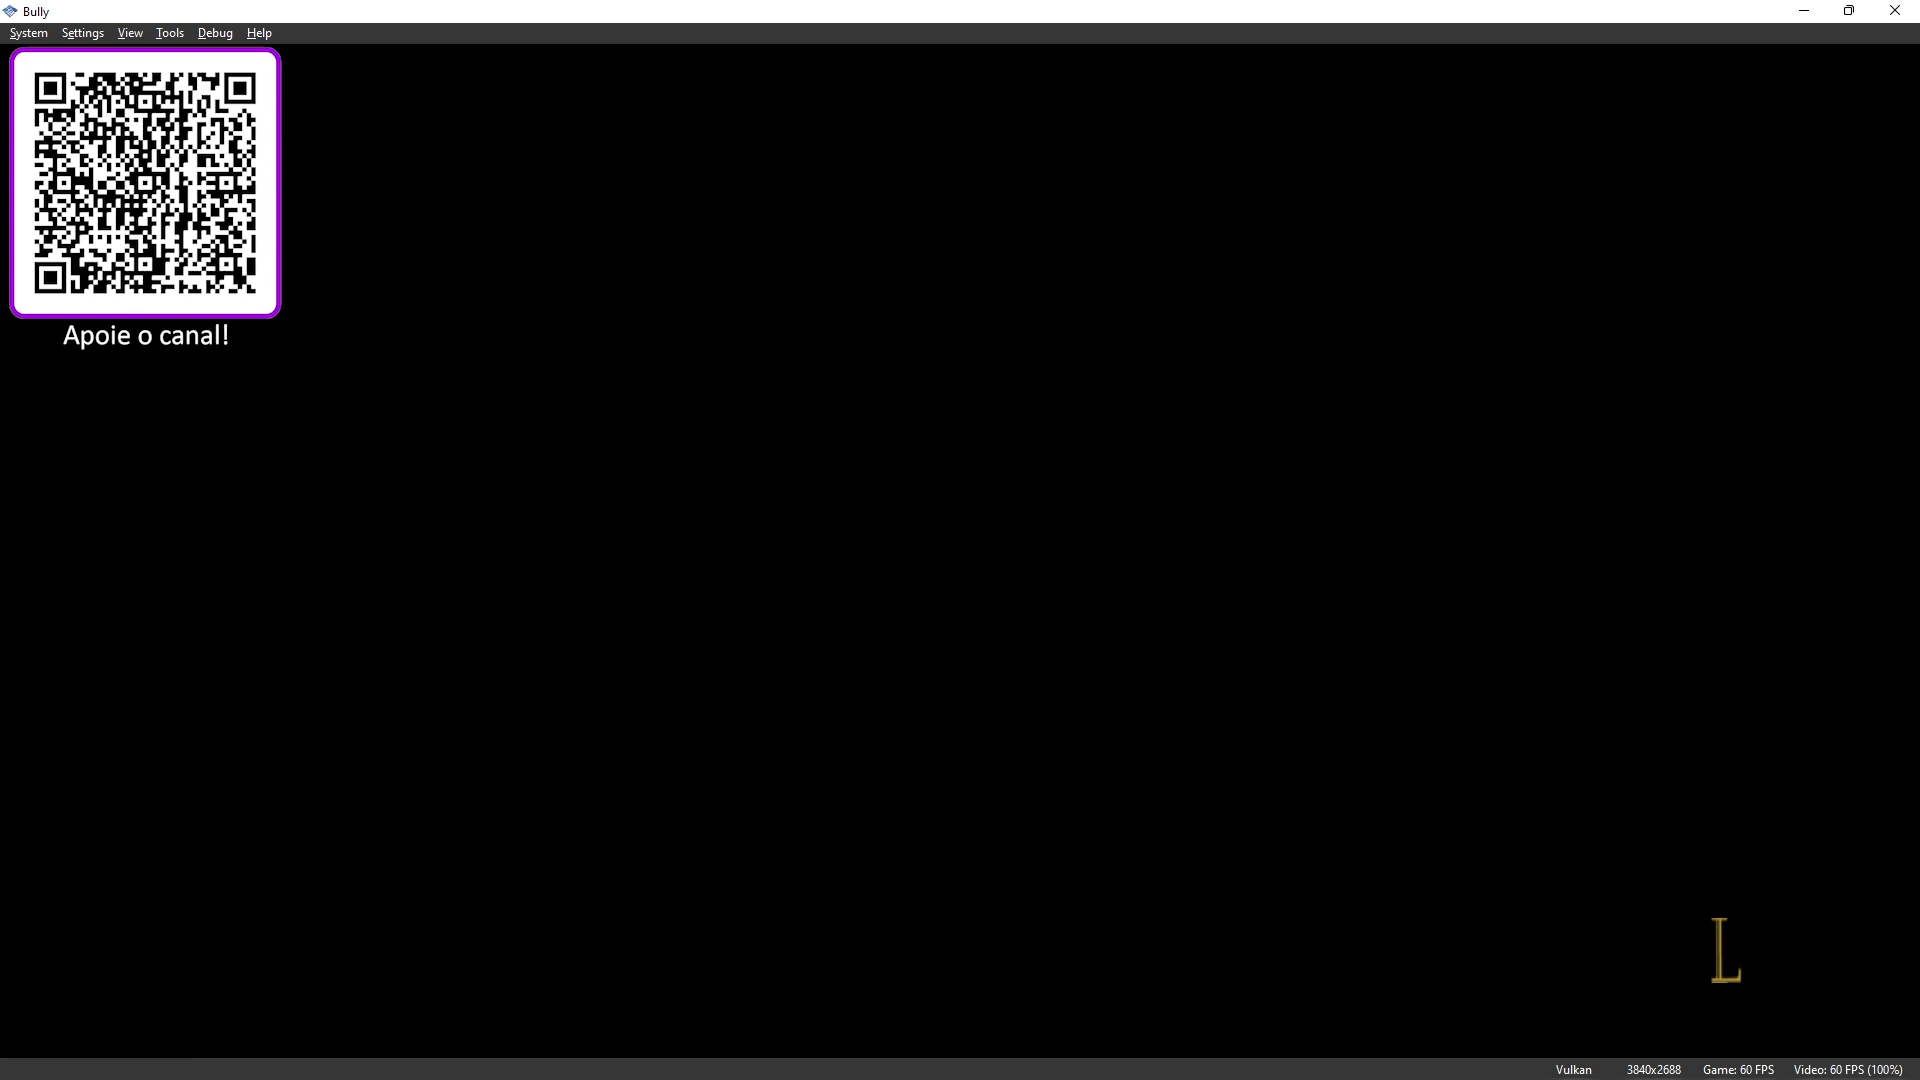 Bully
System Settings View Tools Debug Help
Apoie o canal!
L
Vulkan 3840x2688 Game: 60 FPS Video: 60 FPS (100%)